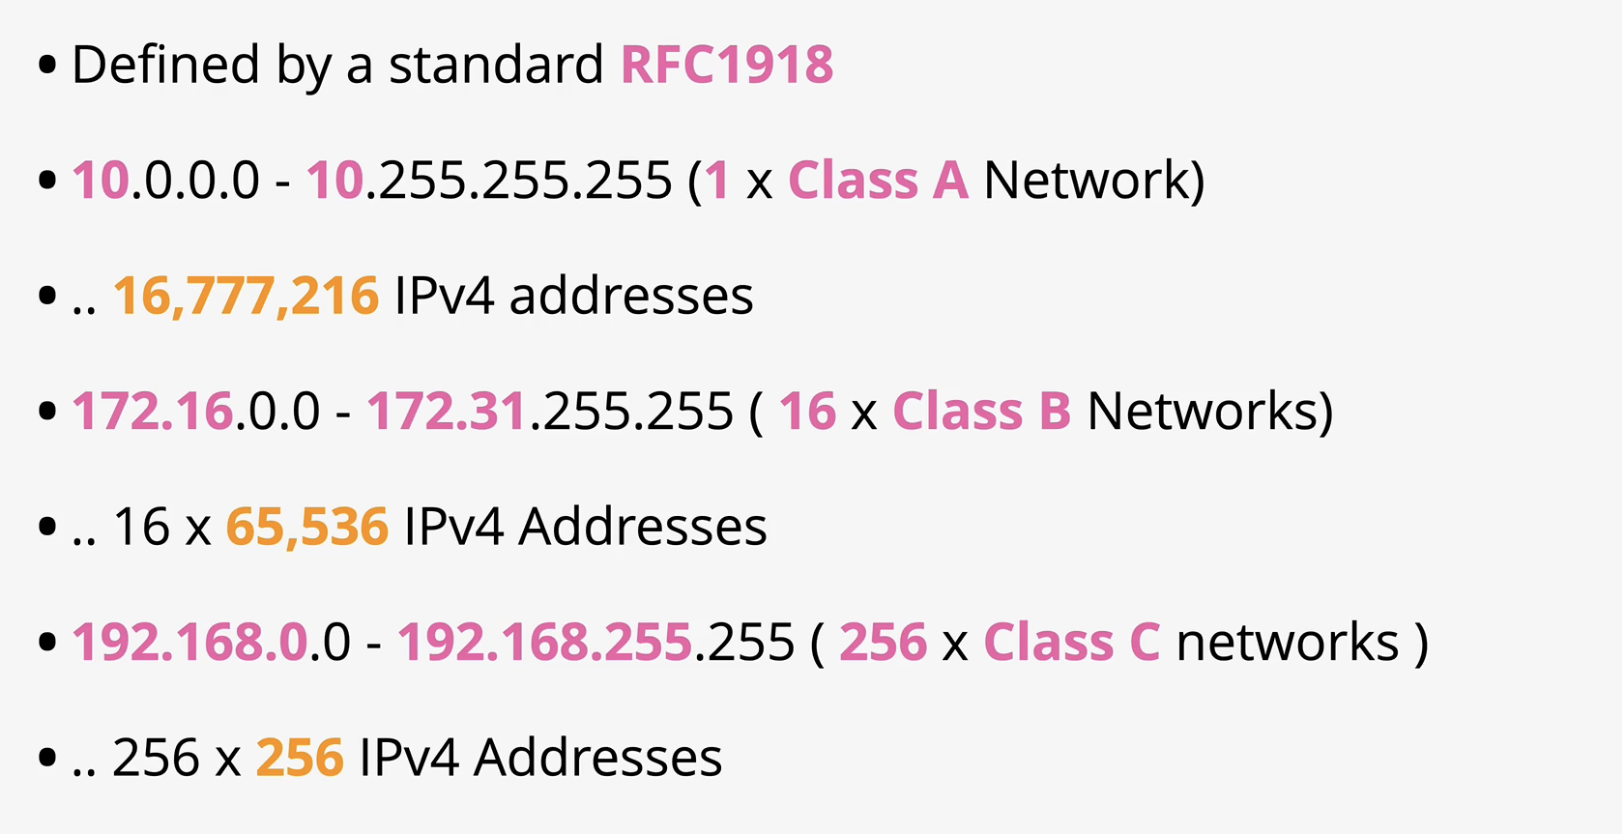 • Defined by a standard RFC1918
• 10.0.0.0 - 10.255.255.255 (1 x Class A Network)
• .. 16,777,216 IPv4 addresses
• 172.16.0.0 - 172.31.255.255 ( 16 x Class B Networks)
• .. 16 x 65,536 IPv4 Addresses
• 192.168.0.0 - 192.168.255.255 ( 256 x Class C networks )
• .. 256 x 256 IPv4 Addresses